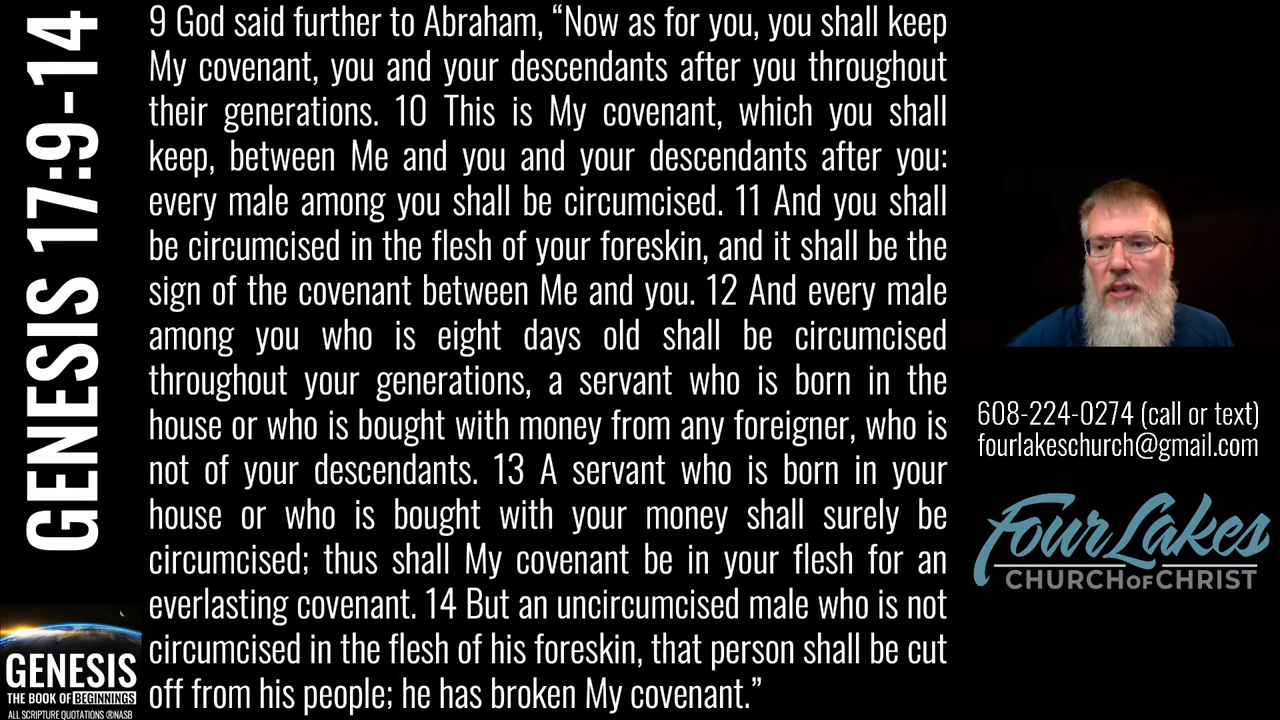 GENESIS 17:9-14
9 God said further to Abraham, “Now as for you, you shall keep
My covenant, you and your descendants after you throughout
their generations. 10 This is My covenant, which you shall
keep, between Me and you and your descendants after you:
every male among you shall be circumcised. 11 And you shall
be circumcised in the flesh of your foreskin, and it shall be the
sign of the covenant between Me and you. 12 And every male
among you who is eight days old shall be circumcised
throughout your generations, a servant who is born in the
house or who is bought with money from any foreigner, who is
not of your descendants. 13 A servant who is born in your
house or who is bought with your money shall surely be
circumcised; thus shall My covenant be in your flesh for an
everlasting covenant. 14 But an uncircumcised male who is not
circumcised in the flesh of his foreskin, that person shall be cut
off from his people; he has broken My covenant.”
GENESIS
THE BOOK OF BEGINNINGS
ALL SCRIPTURE QUOTATIONS ®NASB
608-224-0274 (call or text)
fourlakeschurch@gmail.com
Four Lakes
CHURCH OF CHRIST